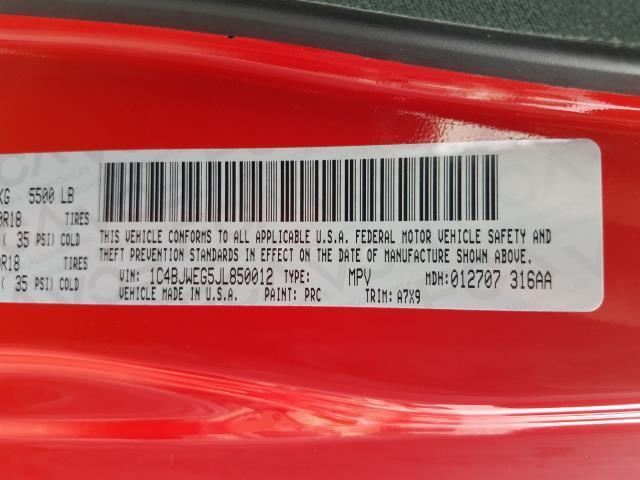 KG 5500 LB
0R18 TIRES
( 35 PSI) COLD
R18 TIRES
( 35 PSI) COLD
THIS VEHICLE CONFORMS TO ALL APPLICABLE U.S.A. FEDERAL MOTOR VEHICLE SAFETY AND
THEFT PREVENTION STANDARDS IN EFFECT ON THE DATE OF MANUFACTURE SHOWN ABOVE.
VIN: 1C4BJWEG5JL850012 TYPE: MPV MDH: 012707 316AA
VEHICLE MADE IN U.S.A. PAINT: PRC TRIM: A7X9